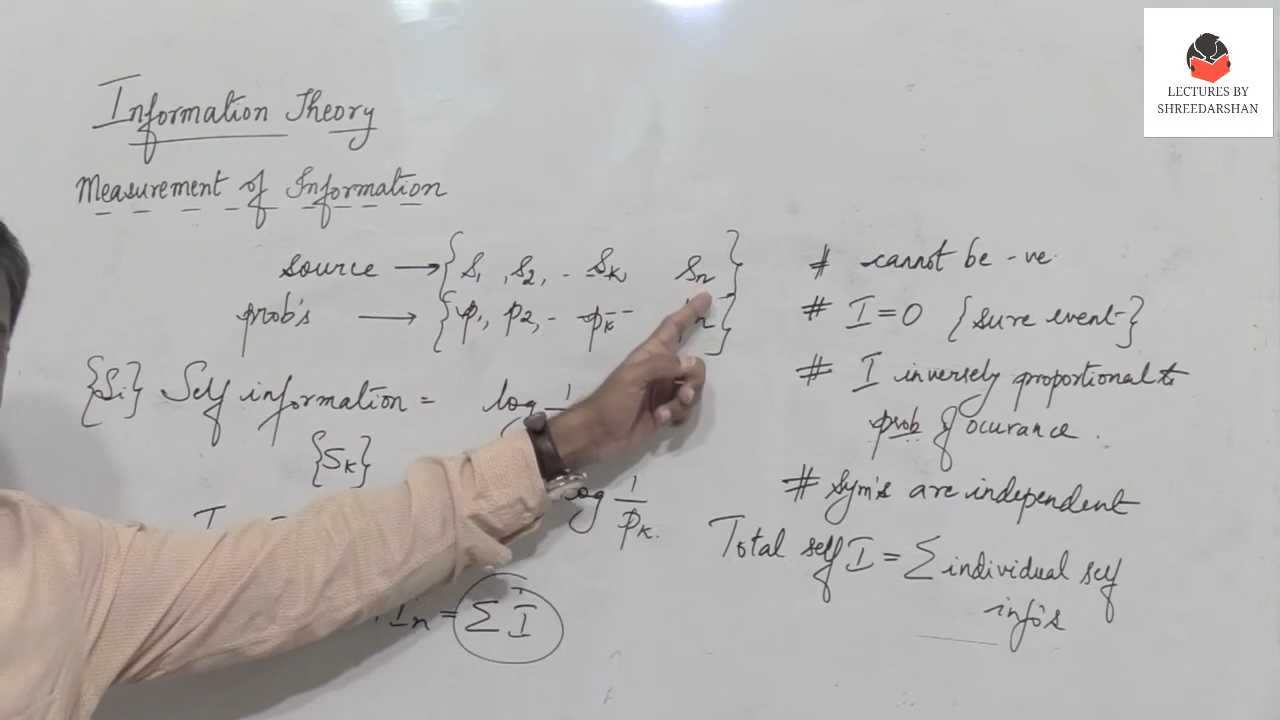 LECTURES BY
SHREEDARSHAN
Information Theory
Measurement of Information
source → {S1, S2, - Sk Sn}
prob's → {p1, p2, - pk -- n}
{Si} Self information = log 1
{Sk}
I = log 1/pk.
In = Σ I
# cannot be -ve
# I = 0 {sure event}
# I inversely proportional to
prob of ocurance.
# Sym's are independent
Total self I = Σ individual self
info's